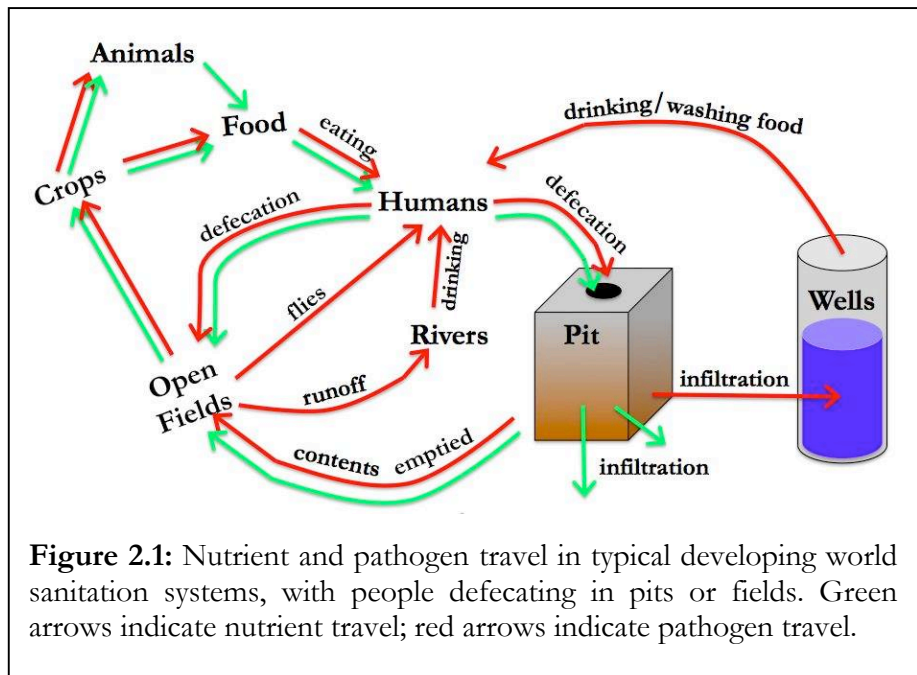 Animals
drinking/washing food
Food
eating
Crops
Humans
defecation
defecation
flies
drinking
Rivers
Pit
Wells
Open
Fields
runoff
infiltration
contents emptied
infiltration
Figure 2.1: Nutrient and pathogen travel in typical developing world
sanitation systems, with people defecating in pits or fields. Green
arrows indicate nutrient travel; red arrows indicate pathogen travel.